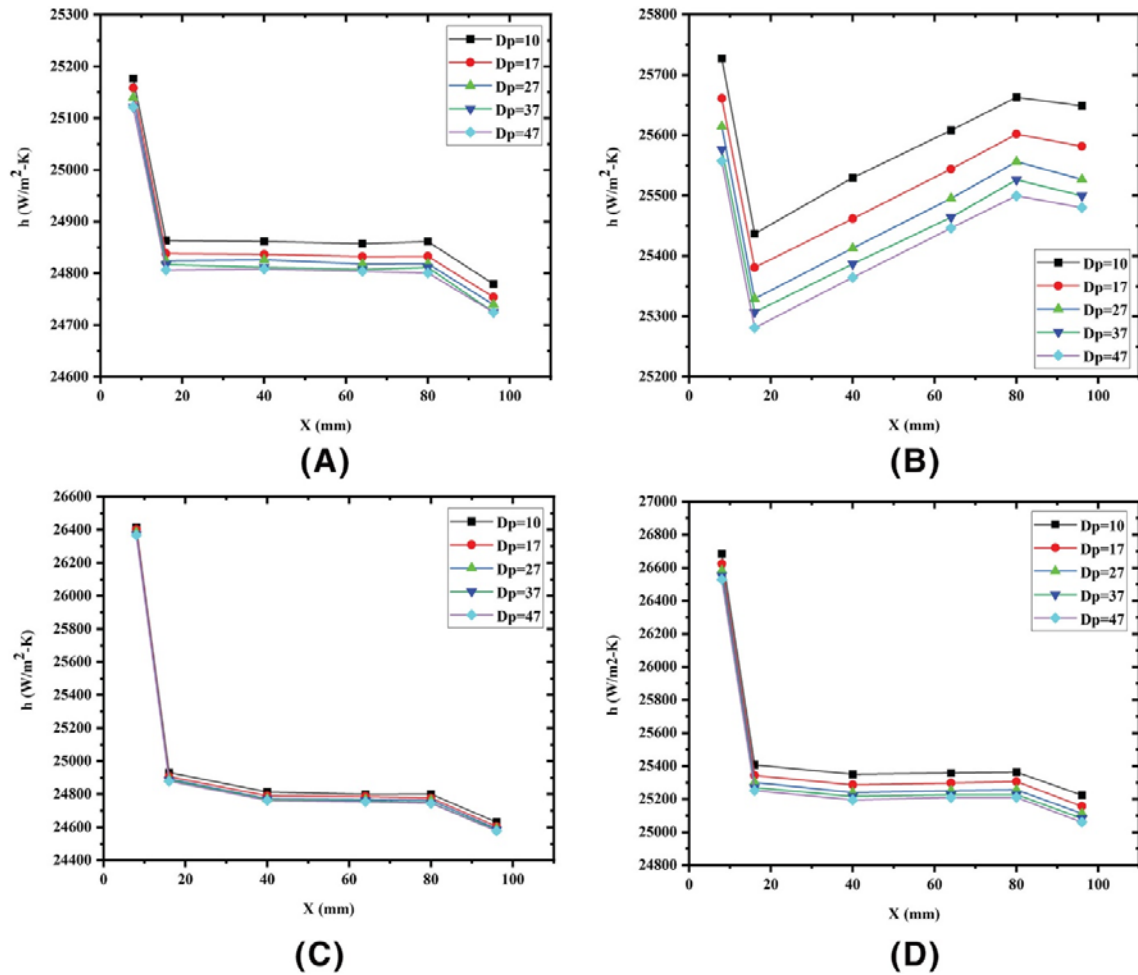 25300
25200
25100
25000
24900
24800
24700
24600
h (W/m²-K)
0 20 40 60 80 100
X (mm)
Dp=10
Dp=17
Dp=27
Dp=37
Dp=47
(A)
25800
25700
25600
25500
25400
25300
25200
h (W/m²-K)
0 20 40 60 80 100
X (mm)
Dp=10
Dp=17
Dp=27
Dp=37
Dp=47
(B)
26600
26400
26200
26000
25800
25600
25400
25200
25000
24800
24600
24400
h (W/m²-K)
0 20 40 60 80 100
X (mm)
Dp=10
Dp=17
Dp=27
Dp=37
Dp=47
(C)
27000
26800
26600
26400
26200
26000
25800
25600
25400
25200
25000
24800
h (W/m2-K)
0 20 40 60 80 100
X (mm)
Dp=10
Dp=17
Dp=27
Dp=37
Dp=47
(D)